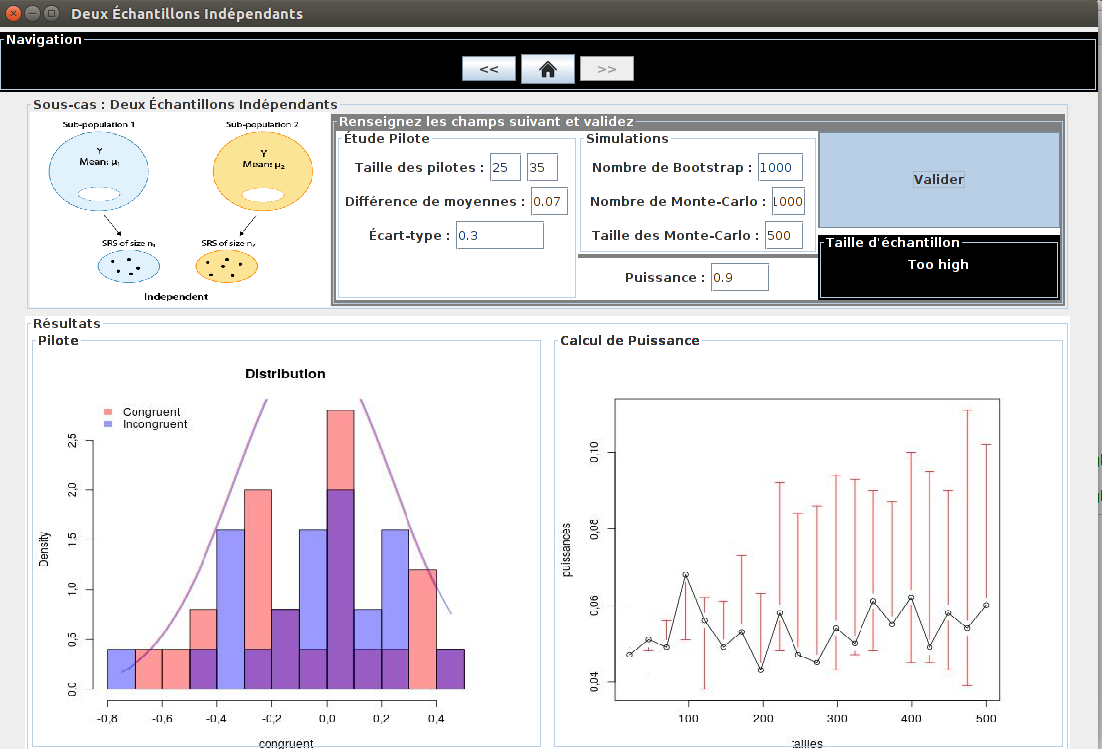 Deux Échantillons Indépendants
Navigation
<< >>
Sous-cas : Deux Échantillons Indépendants
Sub-population 1 Sub-population 2
Y Y
Mean: μ₁ Mean: μ₂
SRS of size n₁ SRS of size n₂
Independent
Renseignez les champs suivant et validez
Étude Pilote
Taille des pilotes : 25 35
Différence de moyennes : 0.07
Écart-type : 0.3
Simulations
Nombre de Bootstrap : 1000
Nombre de Monte-Carlo : 1000
Taille des Monte-Carlo : 500
Puissance : 0.9
Valider
Taille d'échantillon
Too high
Résultats
Pilote
Distribution
Congruent
Incongruent
Density
2,5
2,0
1,5
1,0
0,5
0,0
-0,8 -0,6 -0,4 -0,2 0,0 0,2 0,4
congruent
Calcul de Puissance
puissances
0,10
0,08
0,06
0,04
100 200 300 400 500
tailles